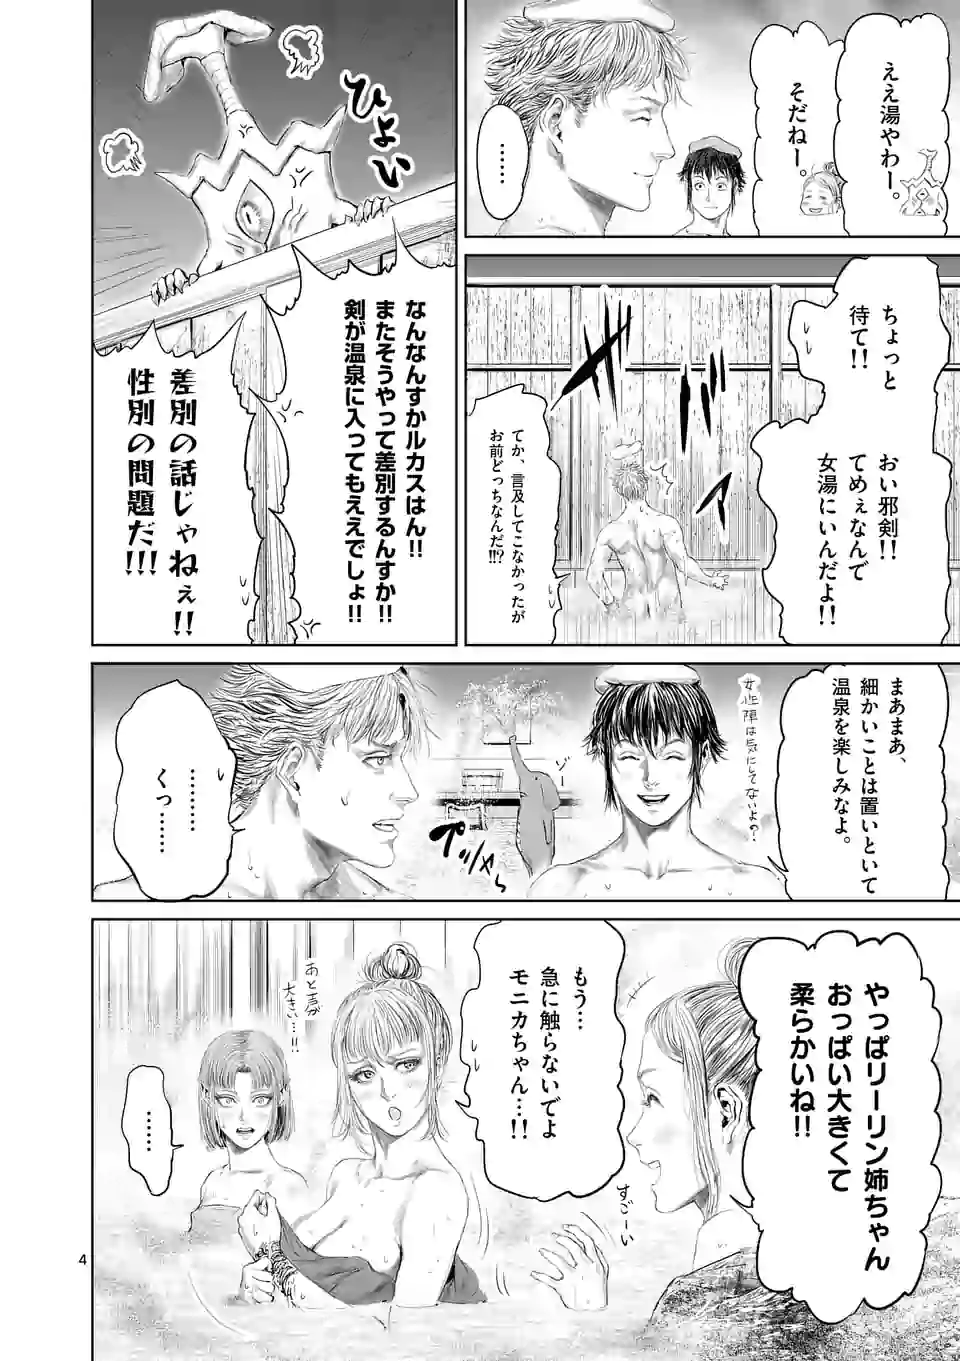 ええ湯やわー。
そだねー。
……
ちょっと
待て!!
おい邪剣!!
てめぇなんで
女湯にいんだよ!!
てか、言及してこなかったが
お前どっちなんだ!!?
ひょい
なんなんすかルカスはん!!
またそうやって差別するんすか!!
剣が温泉に入ってもええでしょ!!
差別の話じゃねぇ!!
性別の問題だ!!!
まあまあ、
細かいことは置いといて
温泉を楽しみなよ。
女性陣は気にしてないよの?
ゾー
………
くっ……
やっぱリーリン姉ちゃん
おっぱい大きくて
柔らかいね!!
すごーい
もう…
急に触らないでよ
モニカちゃん…!!
あと声が
大きい…!!
……
4